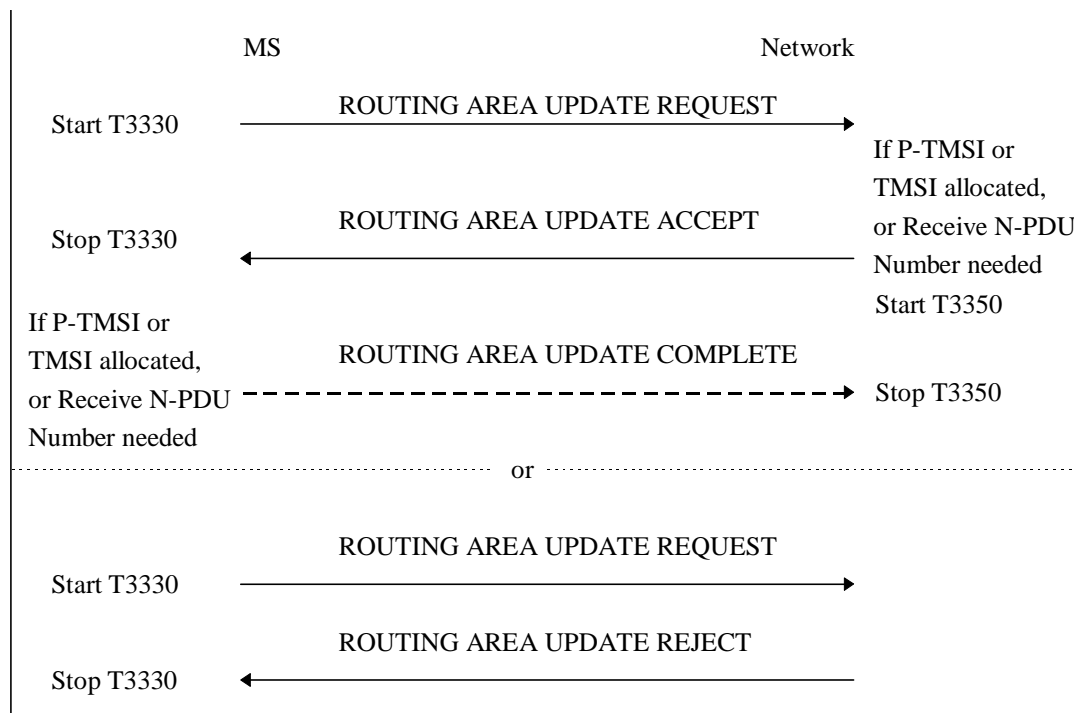 MS
Network
ROUTING AREA UPDATE REQUEST
Start T3330
If P-TMSI or
TMSI allocated,
or Receive N-PDU
Number needed
ROUTING AREA UPDATE ACCEPT
Stop T3330
Start T3350
If P-TMSI or
TMSI allocated,
or Receive N-PDU
Number needed
ROUTING AREA UPDATE COMPLETE
Stop T3350
or
ROUTING AREA UPDATE REQUEST
Start T3330
ROUTING AREA UPDATE REJECT
Stop T3330